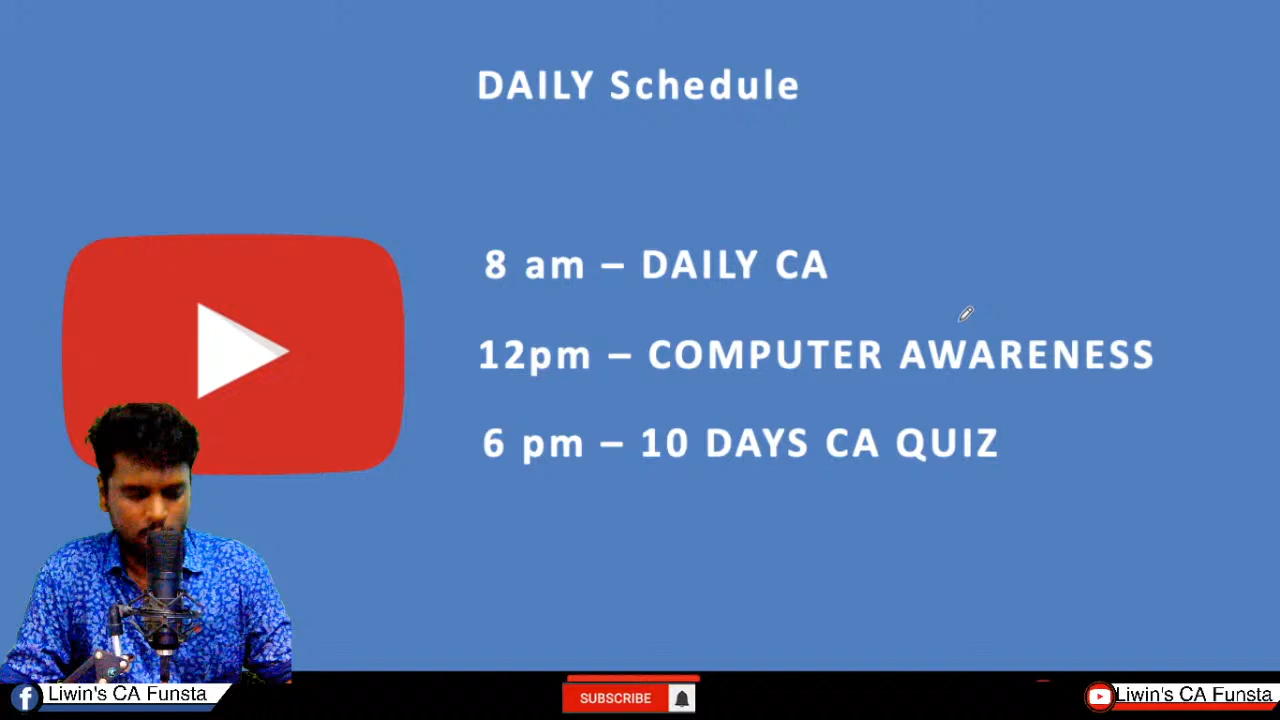 DAILY Schedule
8 am – DAILY CA
12pm – COMPUTER AWARENESS
6 pm – 10 DAYS CA QUIZ
f Liwin's CA Funsta
SUBSCRIBE
Liwin's CA Funsta